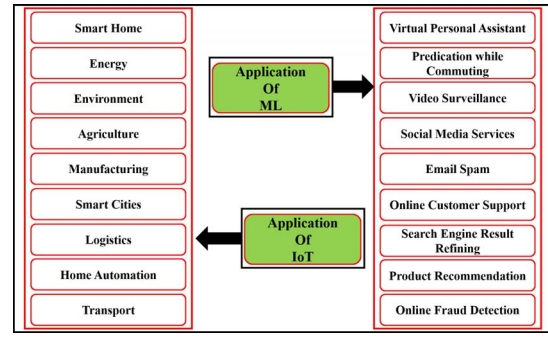 Smart Home
Energy
Environment
Agriculture
Manufacturing
Smart Cities
Logistics
Home Automation
Transport
Application
Of
ML
Application
Of
IoT
Virtual Personal Assistant
Predication while
Commuting
Video Surveillance
Social Media Services
Email Spam
Online Customer Support
Search Engine Result
Refining
Product Recommendation
Online Fraud Detection